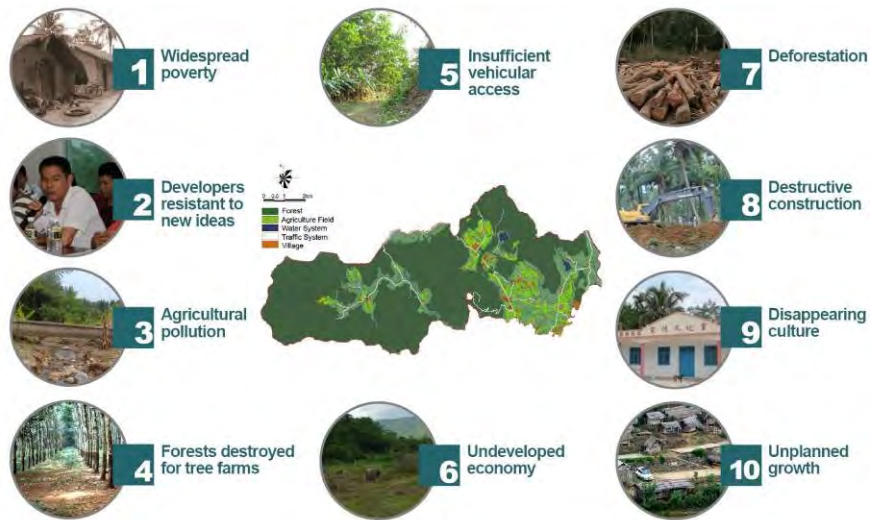 1
Widespread
poverty
2
Developers
resistant to
new ideas
3
Agricultural
pollution
4
Forests destroyed
for tree farms
5
Insufficient
vehicular
access
6
Undeveloped
economy
7
Deforestation
8
Destructive
construction
9
Disappearing
culture
10
Unplanned
growth
Forest
Agriculture Field
Water System
Traffic System
Village